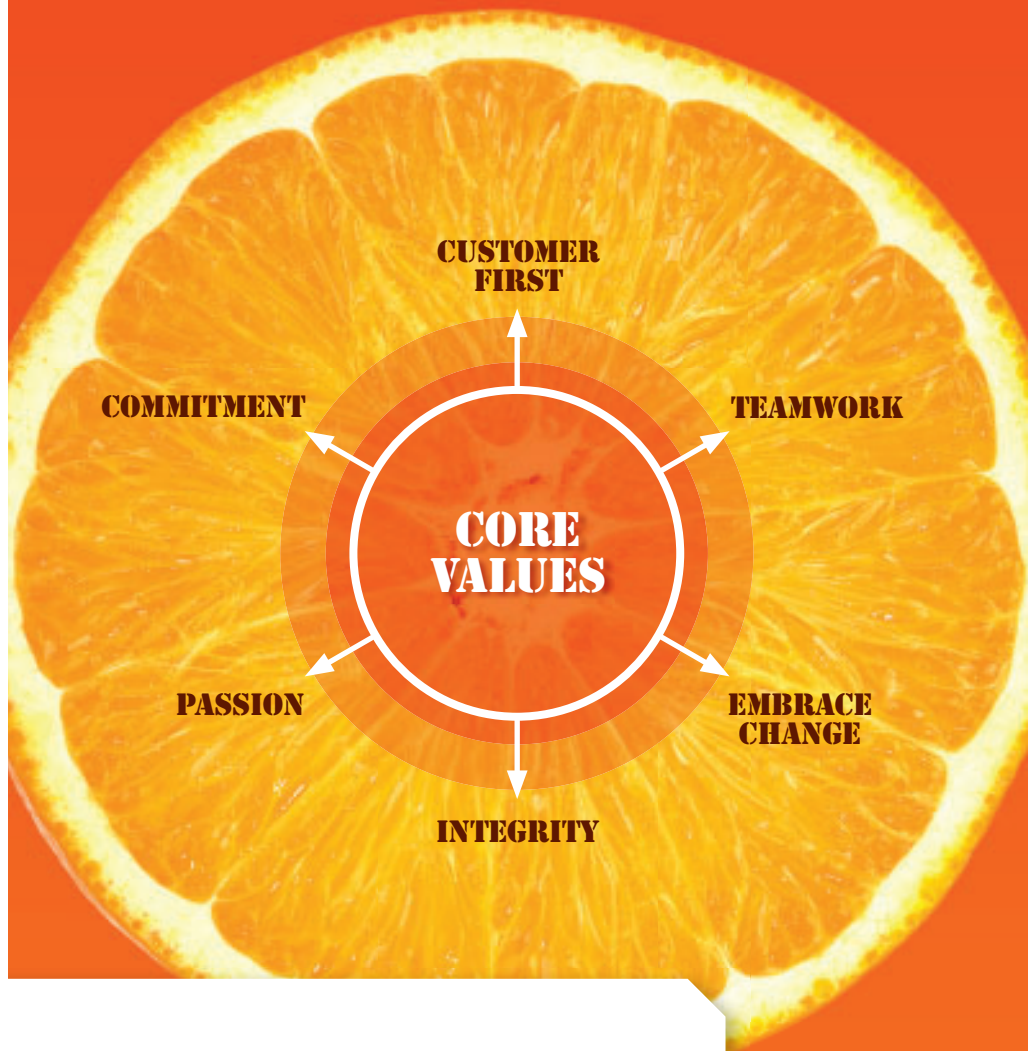 CUSTOMER
FIRST
COMMITMENT
TEAMWORK
CORE
VALUES
PASSION
EMBRACE
CHANGE
INTEGRITY